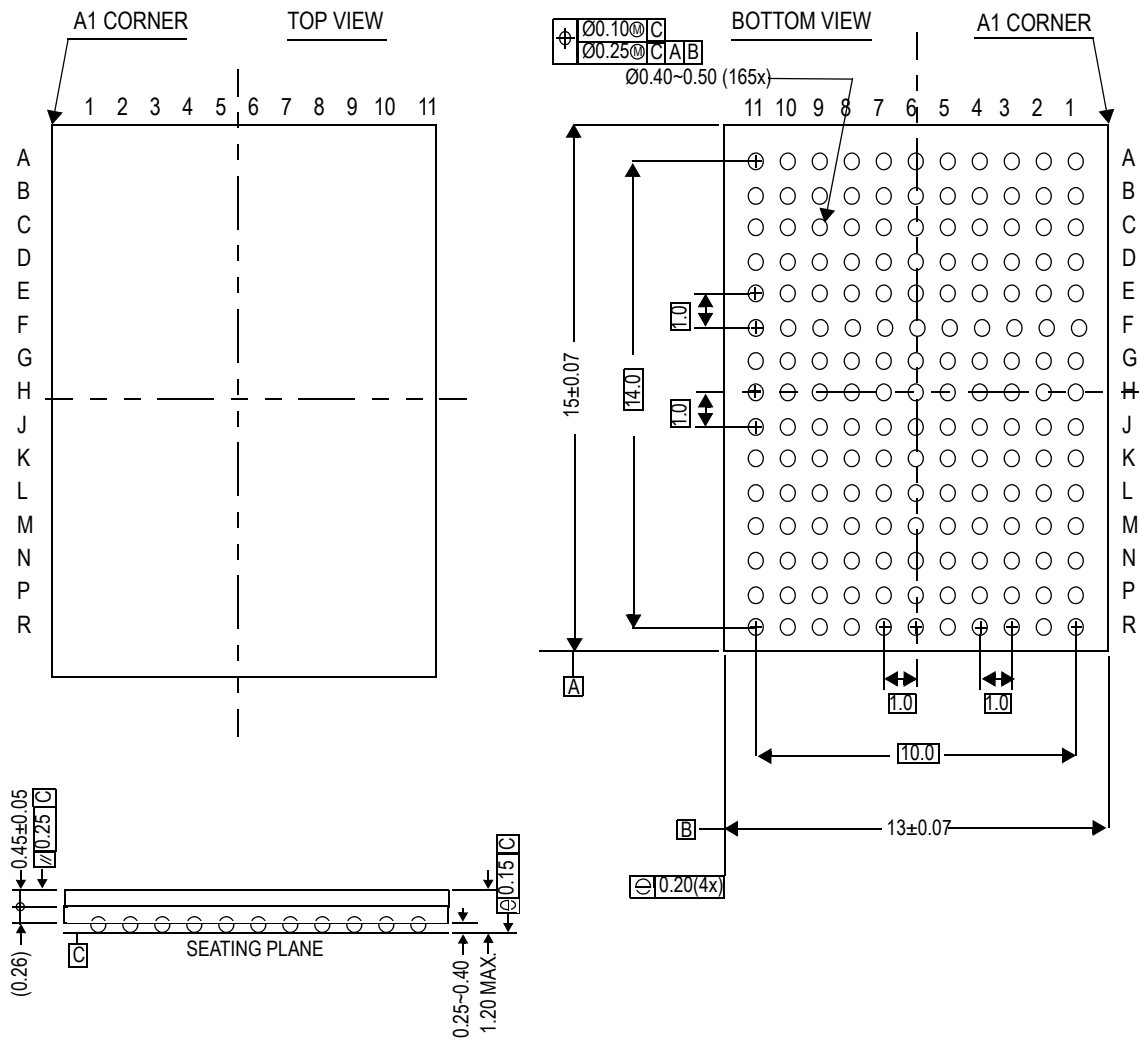 A1 CORNER
TOP VIEW
1 2 3 4 5 6 7 8 9 10 11
A
B
C
D
E
F
G
H
J
K
L
M
N
P
R
BOTTOM VIEW
A1 CORNER
Ø0.10Ⓜ C
Ø0.25Ⓜ C A B
Ø0.40~0.50 (165x)
11 10 9 8 7 6 5 4 3 2 1
A
B
C
D
E
F
G
H
J
K
L
M
N
P
R
1.0
1.0
15±0.07
14.0
A
1.0
1.0
10.0
B
13±0.07
0.20(4x)
0.45±0.05
// 0.25 C
(0.26)
C
SEATING PLANE
0.15 C
0.25~0.40
1.20 MAX.